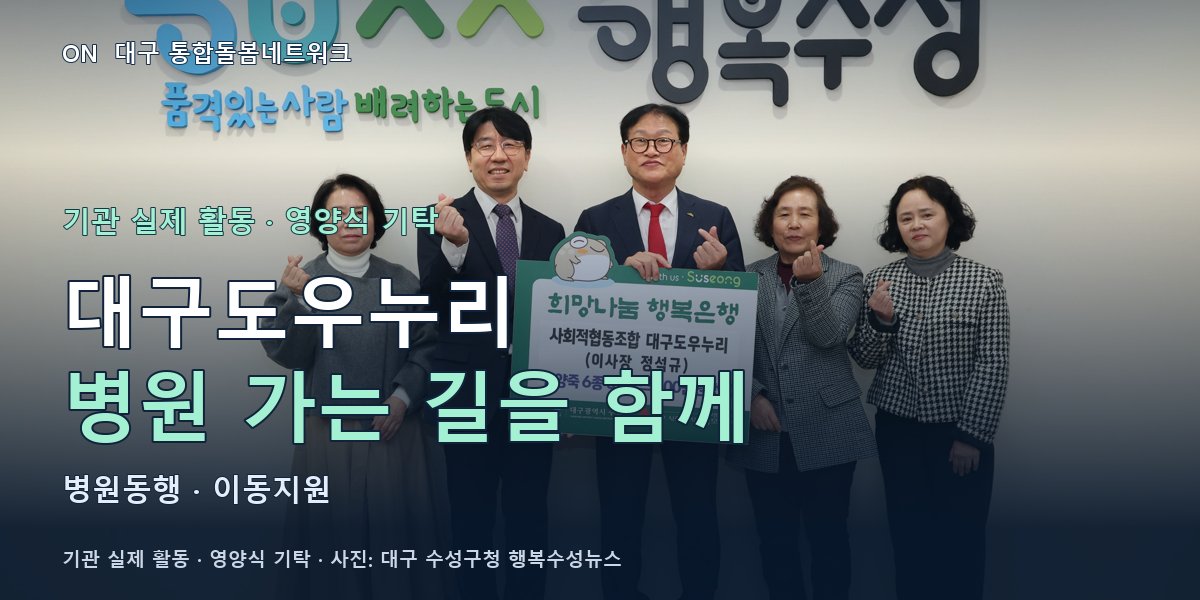 행복수성
ON 대구 통합돌봄네트워크
품격있는사람 배려하는도시
기관 실제 활동 · 영양식 기탁
Suseong
대구도우누리
희망나눔 행복은행
사회적협동조합 대구도우누리
(이사장 정석규)
병원 가는 길을 함께
병원동행 · 이동지원
기관 실제 활동 · 영양식 기탁 · 사진: 대구 수성구청 행복수성뉴스